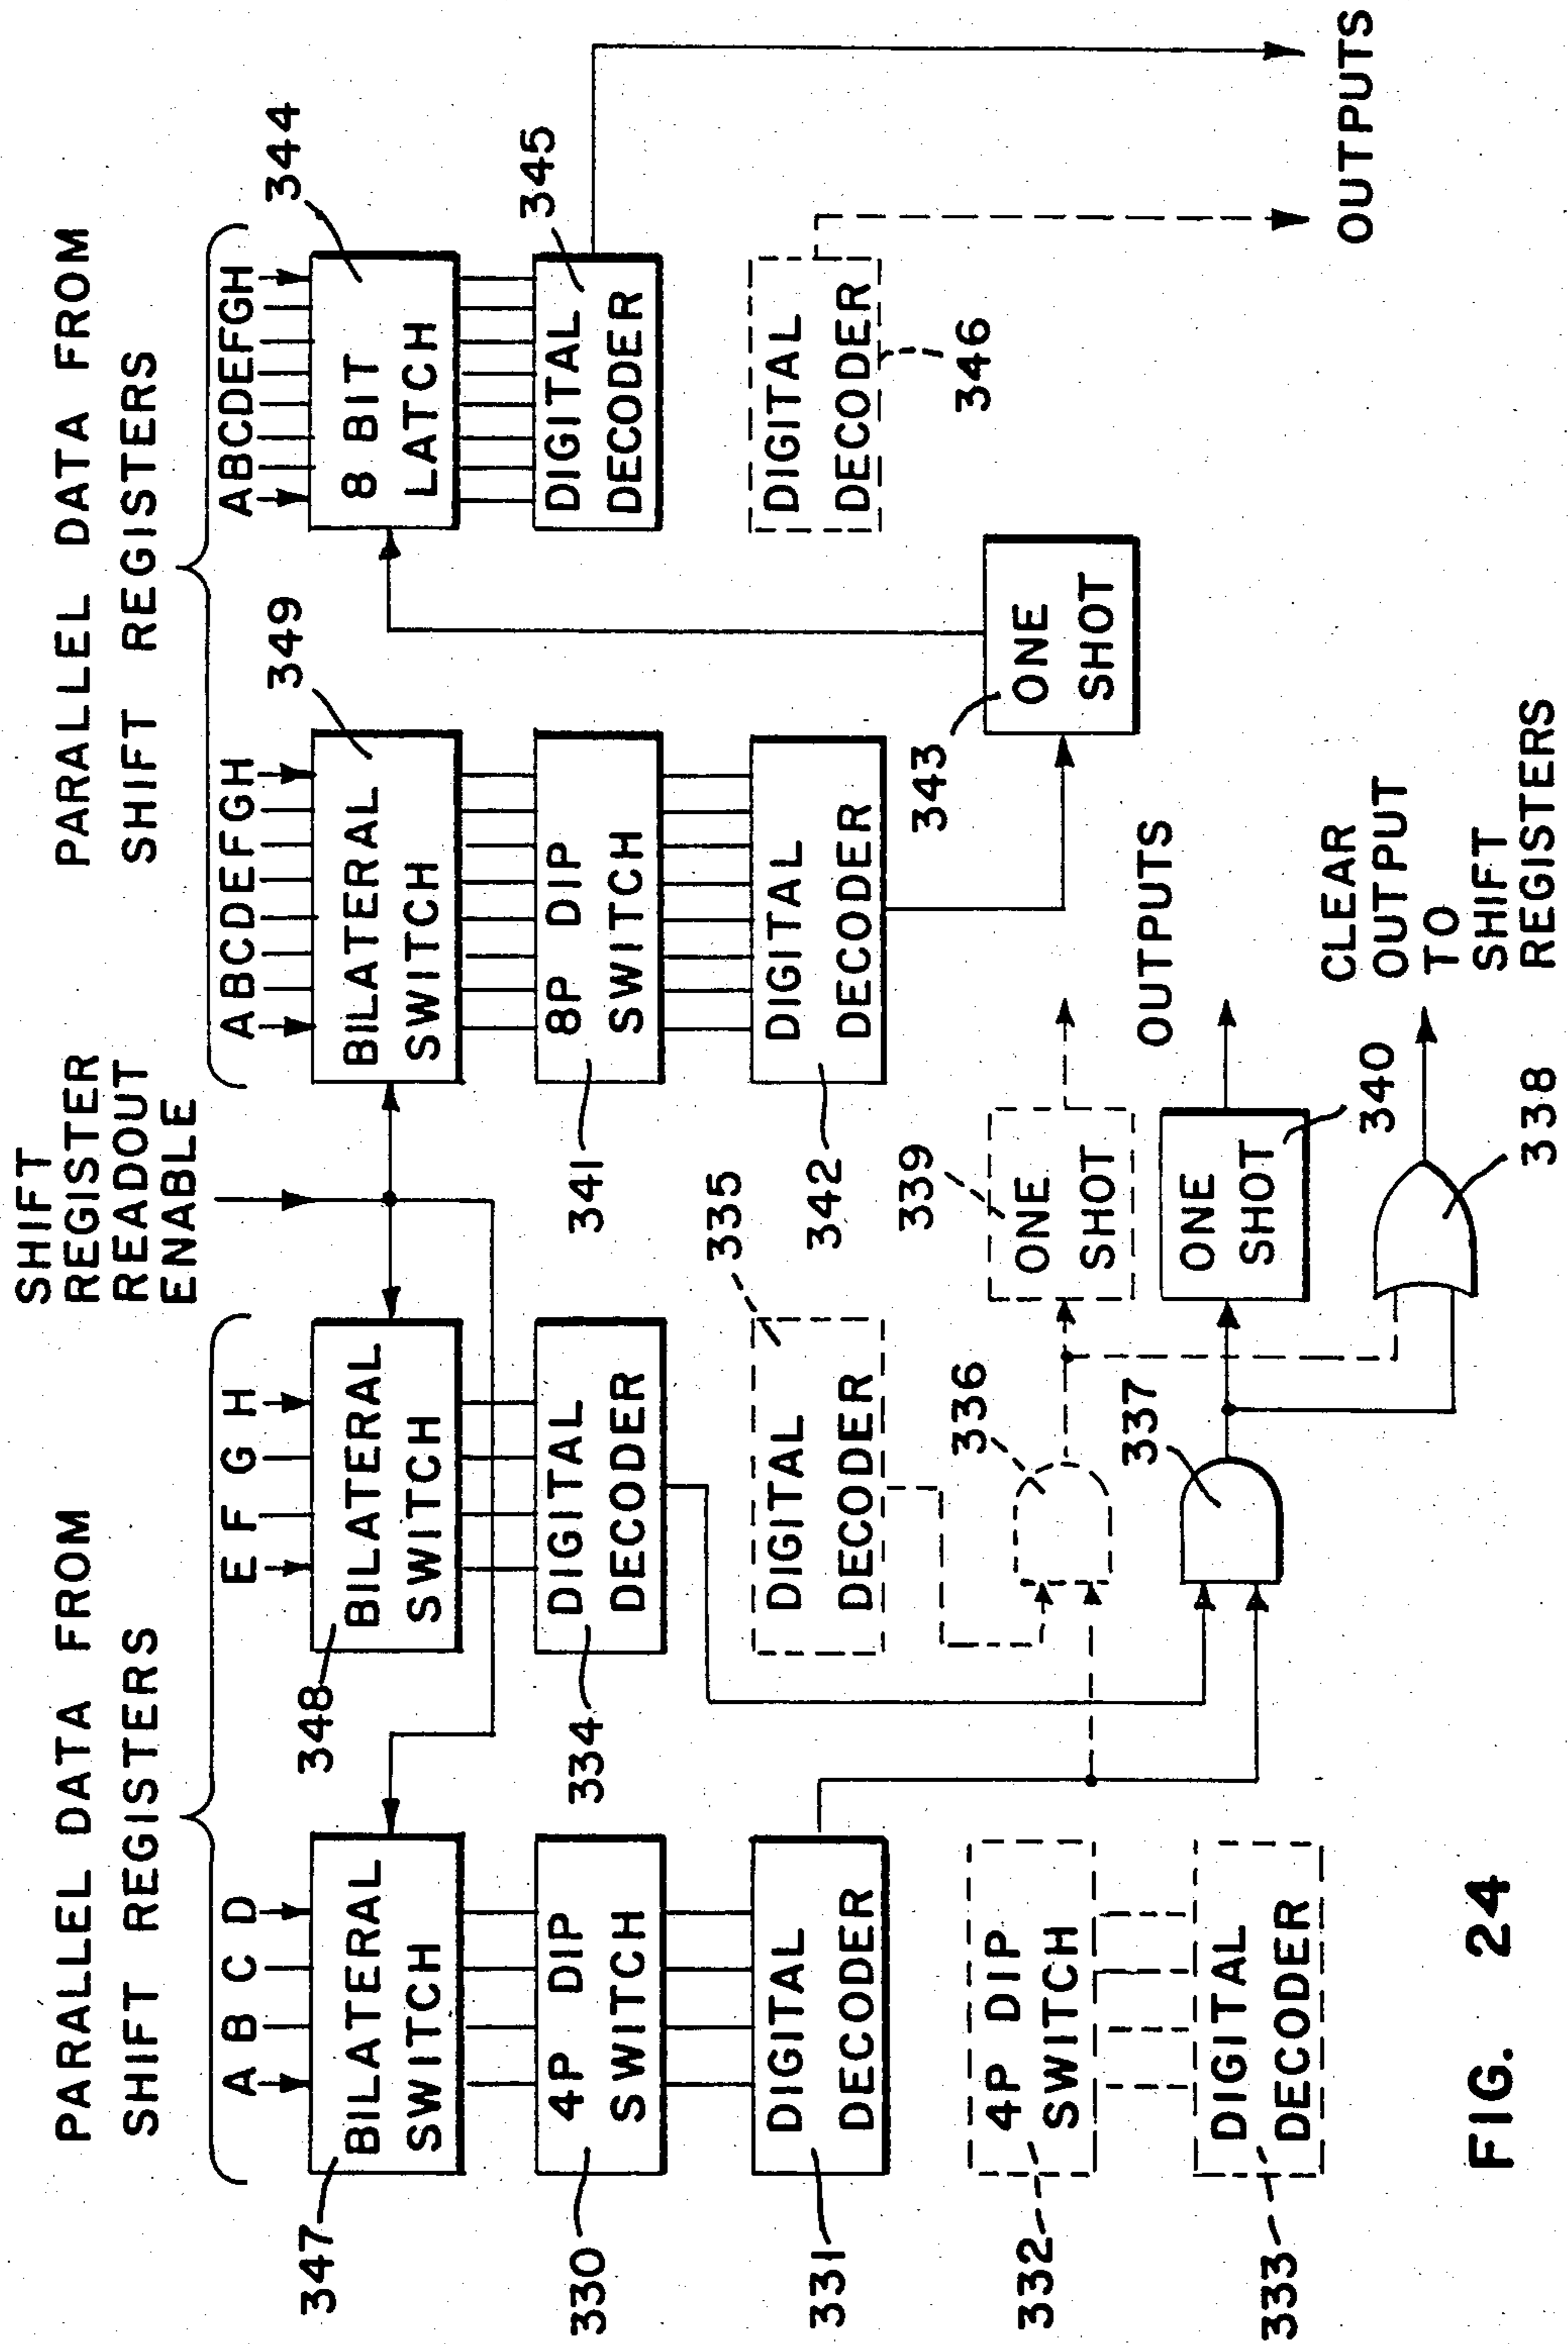 PARALLEL DATA FROM
SHIFT REGISTERS
SHIFT
REGISTER
READOUT
ENABLE
PARALLEL DATA FROM
SHIFT REGISTERS
A B C D
E F G H
ABCDEFGH
ABCDEFGH
347
BILATERAL
SWITCH
348
BILATERAL
SWITCH
349
BILATERAL
SWITCH
344
8 BIT
LATCH
330
4P DIP
SWITCH
334
DIGITAL
DECODER
341
8P DIP
SWITCH
345
DIGITAL
DECODER
331
DIGITAL
DECODER
335
DIGITAL
DECODER
342
DIGITAL
DECODER
346
DIGITAL
DECODER
332
4P DIP
SWITCH
336
339
ONE
SHOT
343
ONE
SHOT
333
DIGITAL
DECODER
337
ONE
SHOT
340
OUTPUTS
OUTPUTS
338
CLEAR
OUTPUT
TO
SHIFT
REGISTERS
FIG. 24